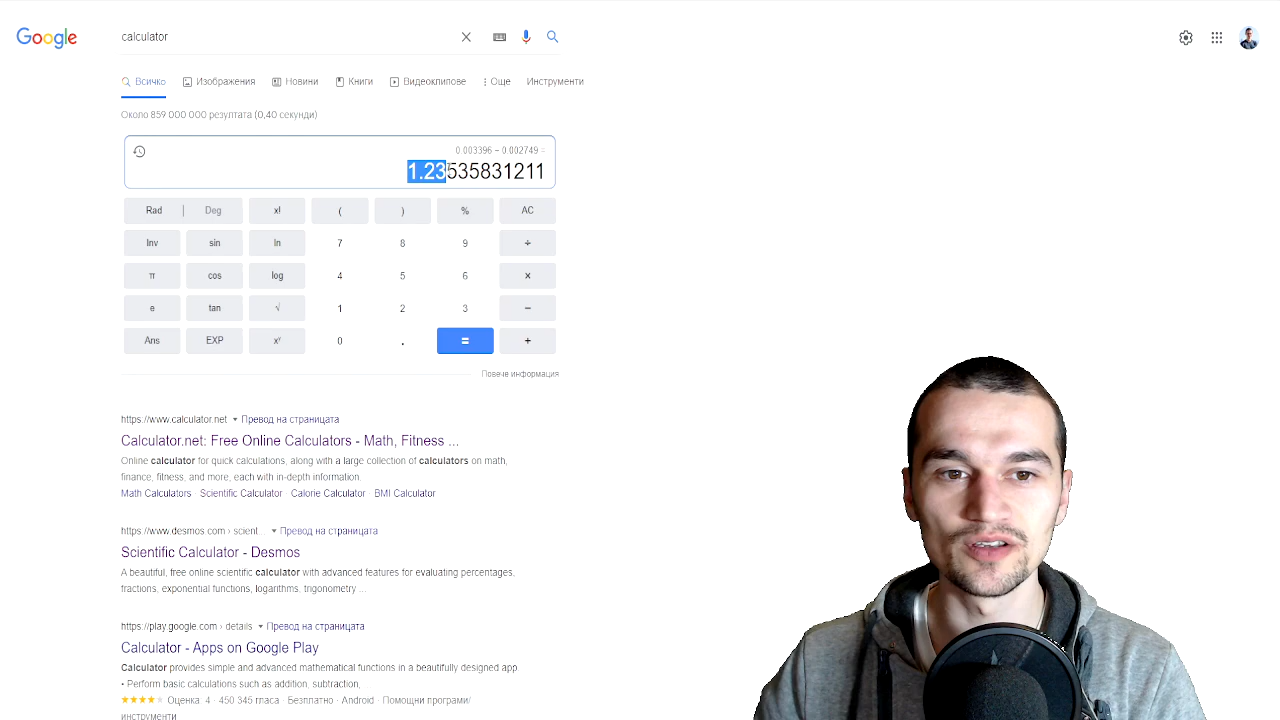 Google
calculator
Всичко Изображения Новини Книги Видеоклипове Още Инструменти
Около 859 000 000 резултата (0,40 секунди)
0.003396 ÷ 0.002749 =
1.23535831211
Rad Deg x! ( ) % AC
Inv sin ln 7 8 9 ÷
π cos log 4 5 6 ×
e tan √ 1 2 3 −
Ans EXP xʸ 0 . = +
Повече информация
https://www.calculator.net ▾ Превод на страницата
Calculator.net: Free Online Calculators - Math, Fitness ...
Online calculator for quick calculations, along with a large collection of calculators on math,
finance, fitness, and more, each with in-depth information.
Math Calculators · Scientific Calculator · Calorie Calculator · BMI Calculator
https://www.desmos.com › scient... ▾ Превод на страницата
Scientific Calculator - Desmos
A beautiful, free online scientific calculator with advanced features for evaluating percentages,
fractions, exponential functions, logarithms, trigonometry ...
https://play.google.com › details ▾ Превод на страницата
Calculator - Apps on Google Play
Calculator provides simple and advanced mathematical functions in a beautifully designed app
• Perform basic calculations such as addition, subtraction,
Оценка: 4 · 450 345 гласа · Безплатно · Android · Помощни програми/
инструменти